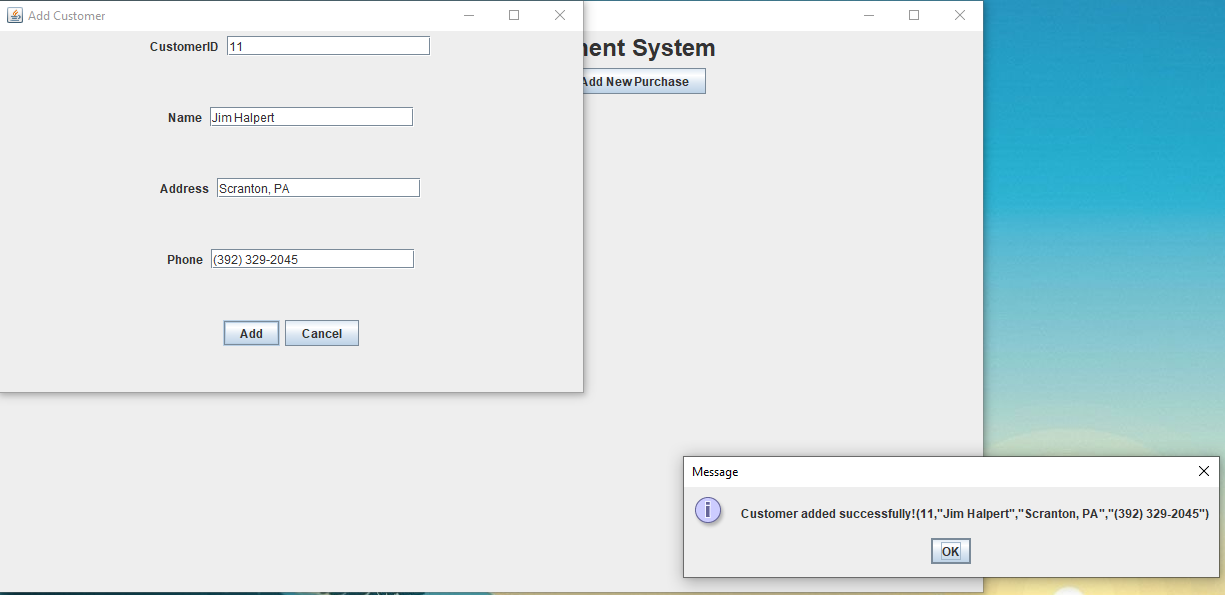 Add Customer
CustomerID 11
Name Jim Halpert
Address Scranton, PA
Phone (392) 329-2045
Add Cancel
System
Add New Purchase
Message
Customer added successfully!(11,"Jim Halpert","Scranton, PA","(392) 329-2045")
OK